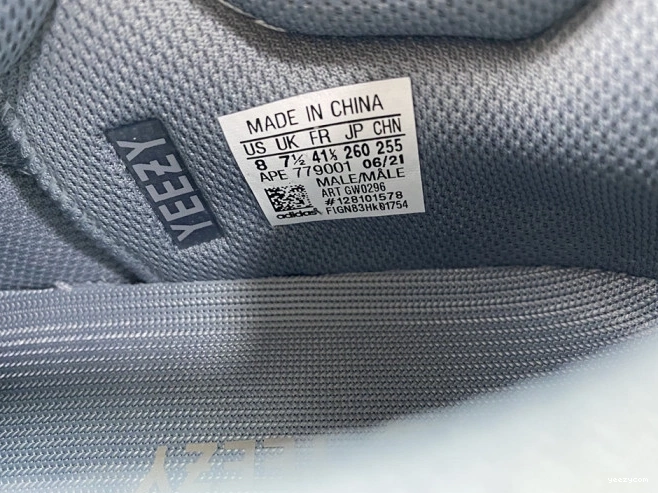 YEEZY
MADE IN CHINA
US UK FR JP CHN
8 7½ 41⅓ 260 255
APE 779001 06/21
MALE/MÂLE
ART GW0296
#128101578
adidas
YEEZY